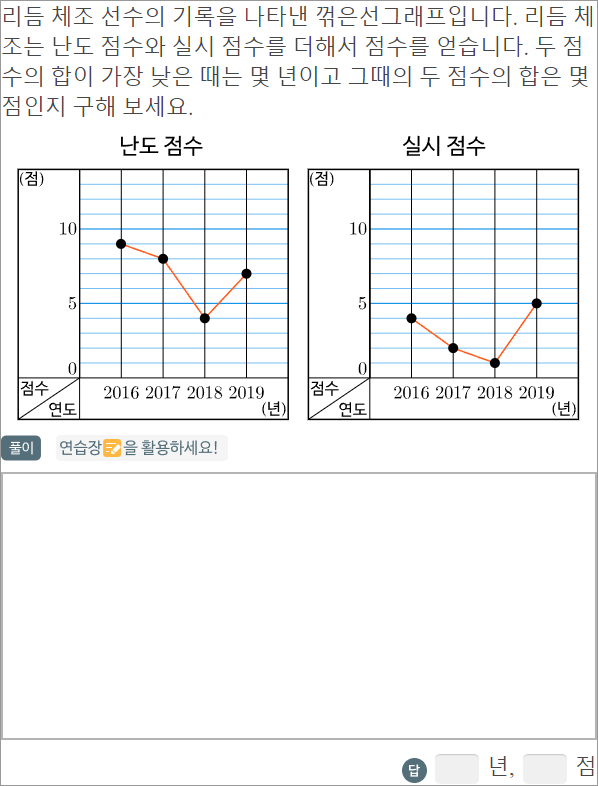 리듬 체조 선수의 기록을 나타낸 꺾은선그래프입니다. 리듬 체
조는 난도 점수와 실시 점수를 더해서 점수를 얻습니다. 두 점
수의 합이 가장 낮은 때는 몇 년이고 그때의 두 점수의 합은 몇
점인지 구해 보세요.
난도 점수
(점)
10
5
0
점수
연도
2016 2017 2018 2019
(년)
실시 점수
(점)
10
5
0
점수
연도
2016 2017 2018 2019
(년)
풀이 연습장을 활용하세요!
답 년, 점